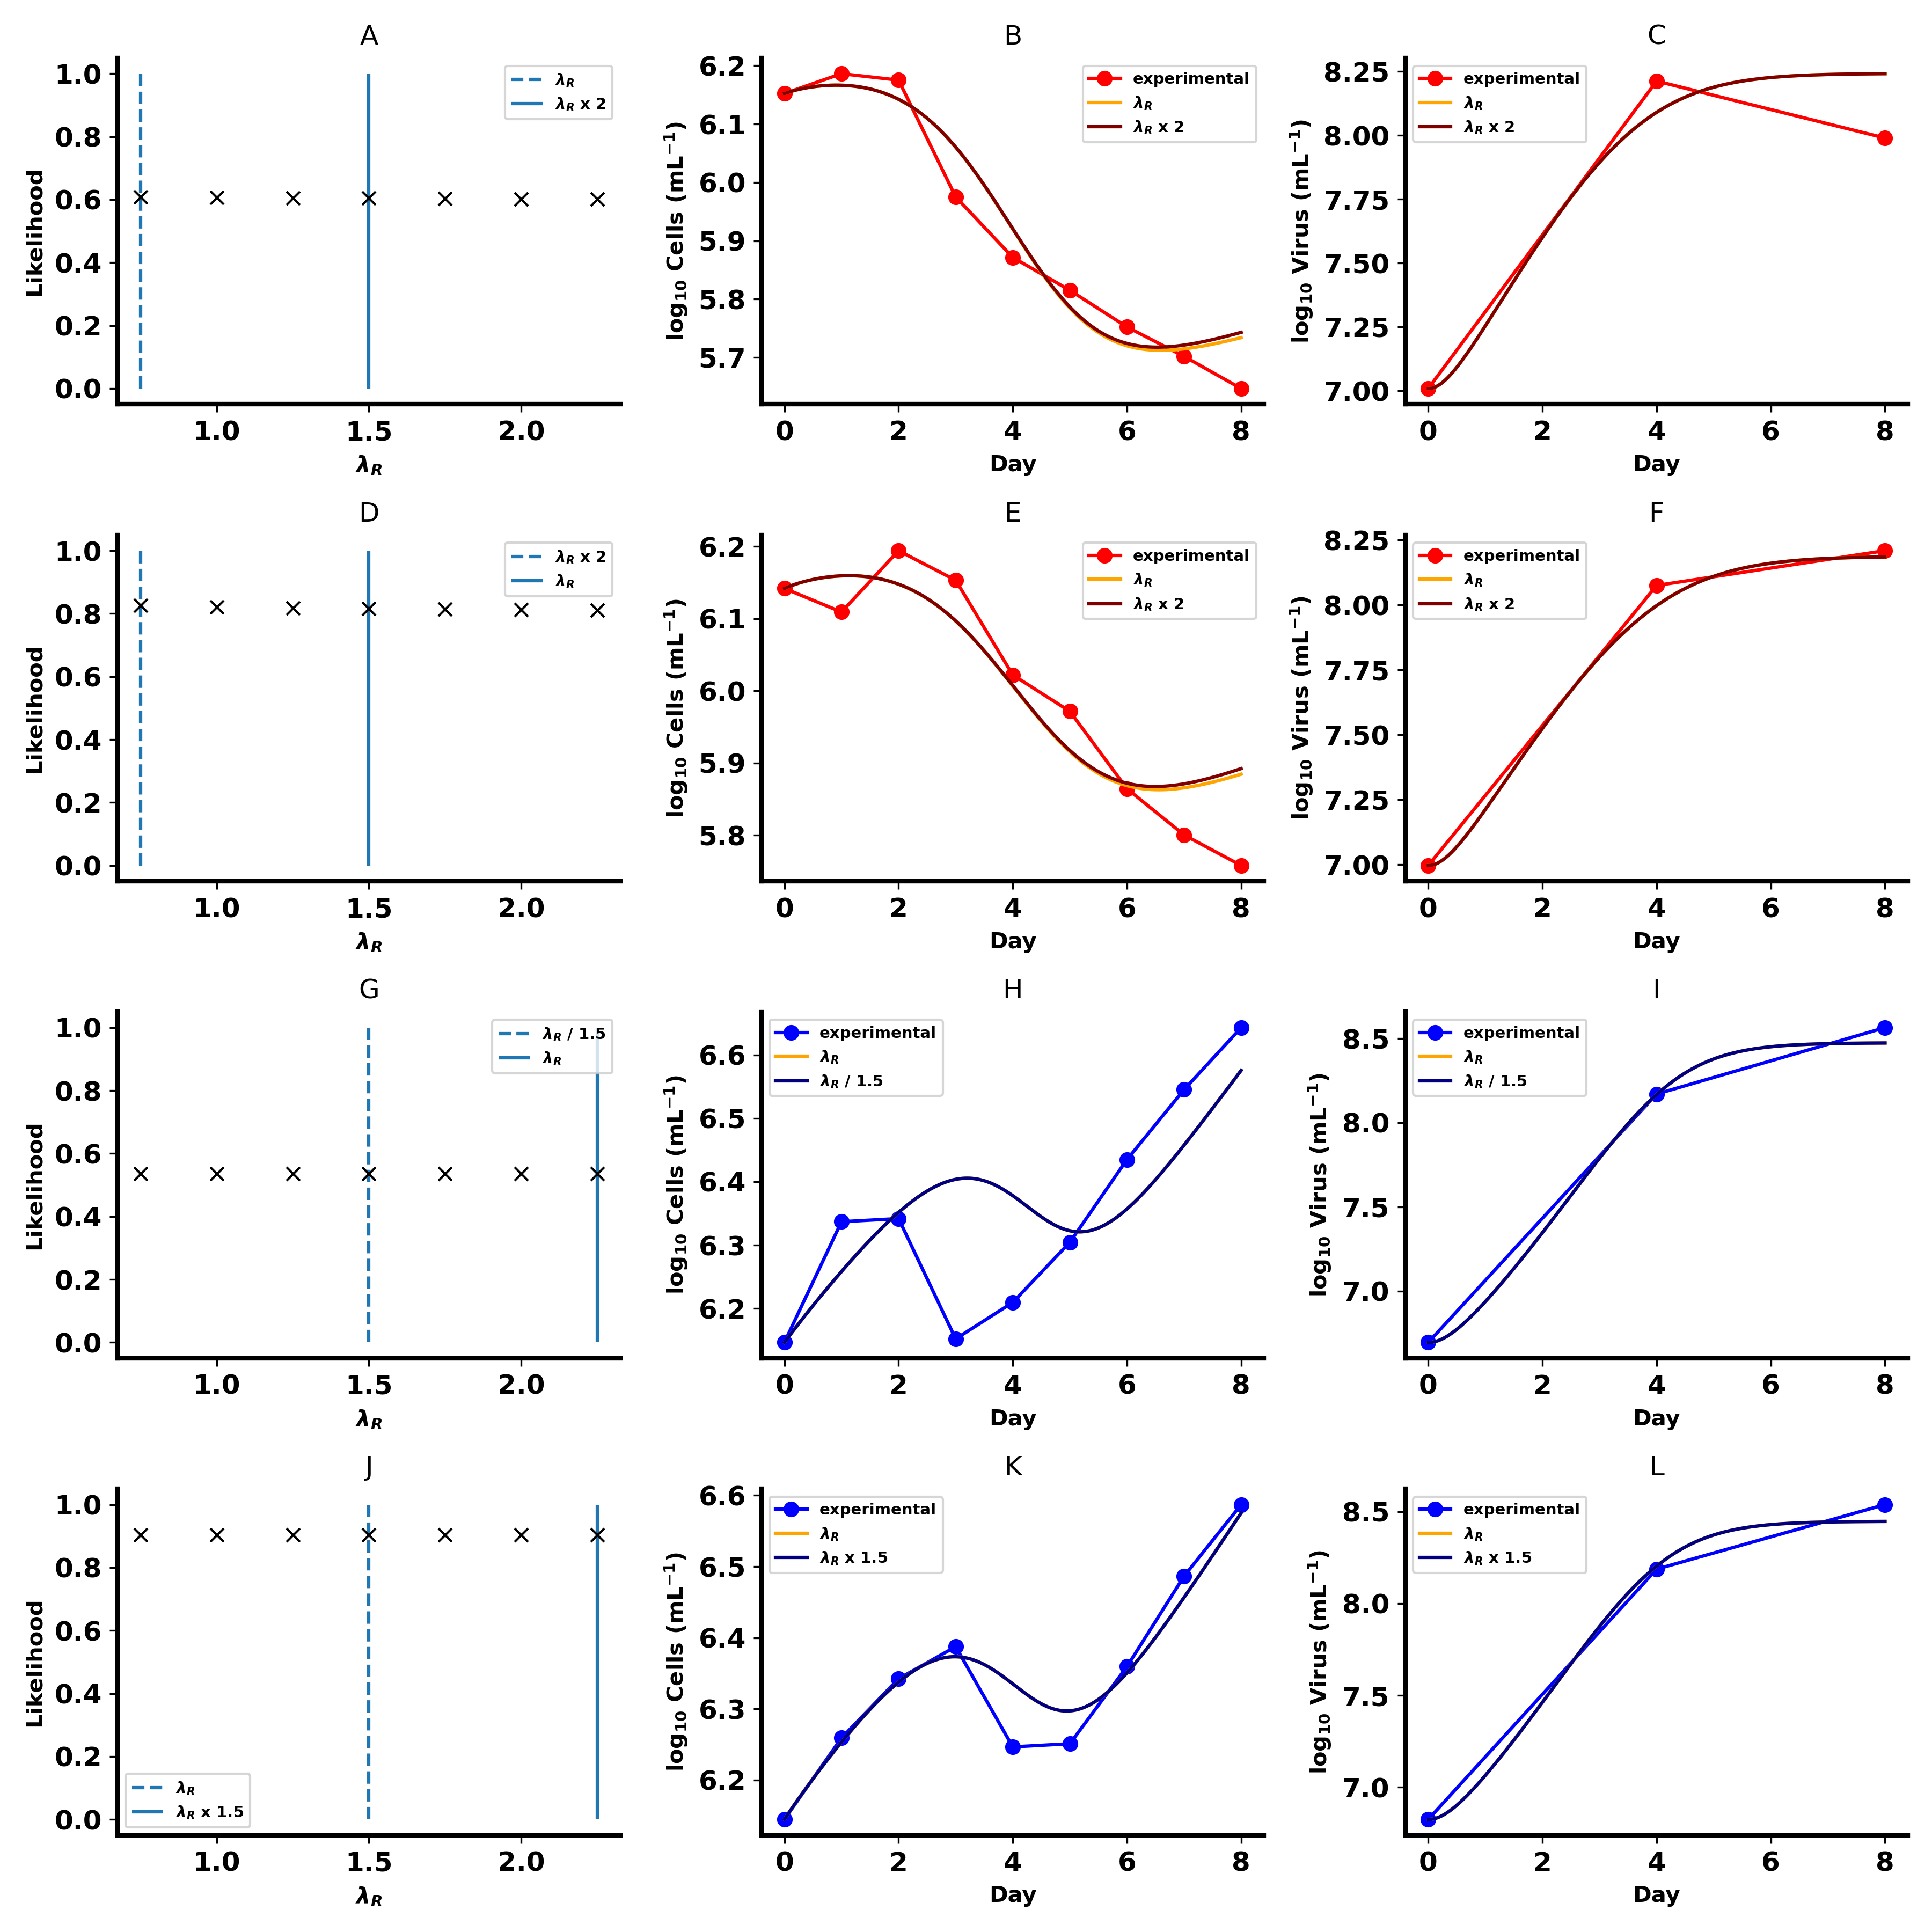 A
Likelihood
1.0
0.8
0.6
0.4
0.2
0.0
1.0 1.5 2.0
λR
λR
λR x 2
B
log10 Cells (mL−1)
6.2
6.1
6.0
5.9
5.8
5.7
0 2 4 6 8
Day
experimental
λR
λR x 2
C
log10 Virus (mL−1)
8.25
8.00
7.75
7.50
7.25
7.00
0 2 4 6 8
Day
experimental
λR
λR x 2
D
Likelihood
1.0
0.8
0.6
0.4
0.2
0.0
1.0 1.5 2.0
λR
λR x 2
λR
E
log10 Cells (mL−1)
6.2
6.1
6.0
5.9
5.8
0 2 4 6 8
Day
experimental
λR
λR x 2
F
log10 Virus (mL−1)
8.25
8.00
7.75
7.50
7.25
7.00
0 2 4 6 8
Day
experimental
λR
λR x 2
G
Likelihood
1.0
0.8
0.6
0.4
0.2
0.0
1.0 1.5 2.0
λR
λR / 1.5
λR
H
log10 Cells (mL−1)
6.6
6.5
6.4
6.3
6.2
0 2 4 6 8
Day
experimental
λR
λR / 1.5
I
log10 Virus (mL−1)
8.5
8.0
7.5
7.0
0 2 4 6 8
Day
experimental
λR
λR / 1.5
J
Likelihood
1.0
0.8
0.6
0.4
0.2
0.0
1.0 1.5 2.0
λR
λR
λR x 1.5
K
log10 Cells (mL−1)
6.6
6.5
6.4
6.3
6.2
0 2 4 6 8
Day
experimental
λR
λR x 1.5
L
log10 Virus (mL−1)
8.5
8.0
7.5
7.0
0 2 4 6 8
Day
experimental
λR
λR x 1.5